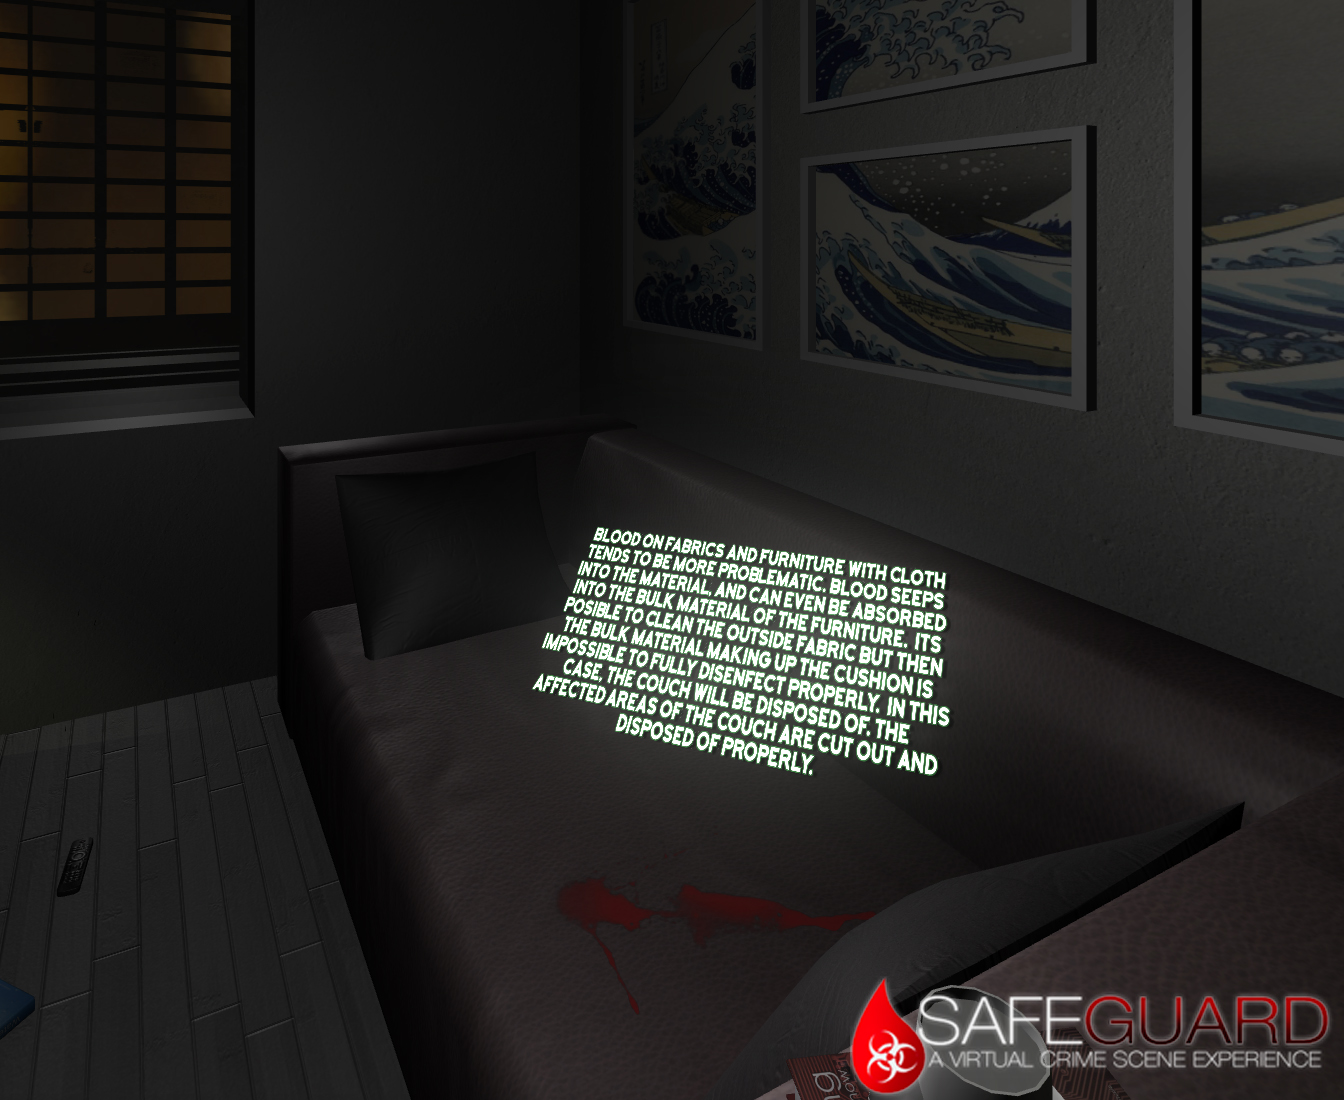 BLOOD ON FABRICS AND FURNITURE WITH CLOTH
TENDS TO BE MORE PROBLEMATIC. BLOOD SEEPS
INTO THE MATERIAL, AND CAN EVEN BE ABSORBED
INTO THE BULK MATERIAL OF THE FURNITURE. ITS
POSIBLE TO CLEAN THE OUTSIDE FABRIC BUT THEN
THE BULK MATERIAL MAKING UP THE CUSHION IS
IMPOSSIBLE TO FULLY DISENFECT PROPERLY. IN THIS
CASE, THE COUCH WILL BE DISPOSED OF. THE
AFFECTED AREAS OF THE COUCH ARE CUT OUT AND
DISPOSED OF PROPERLY.
SAFEGUARD
A VIRTUAL CRIME SCENE EXPERIENCE